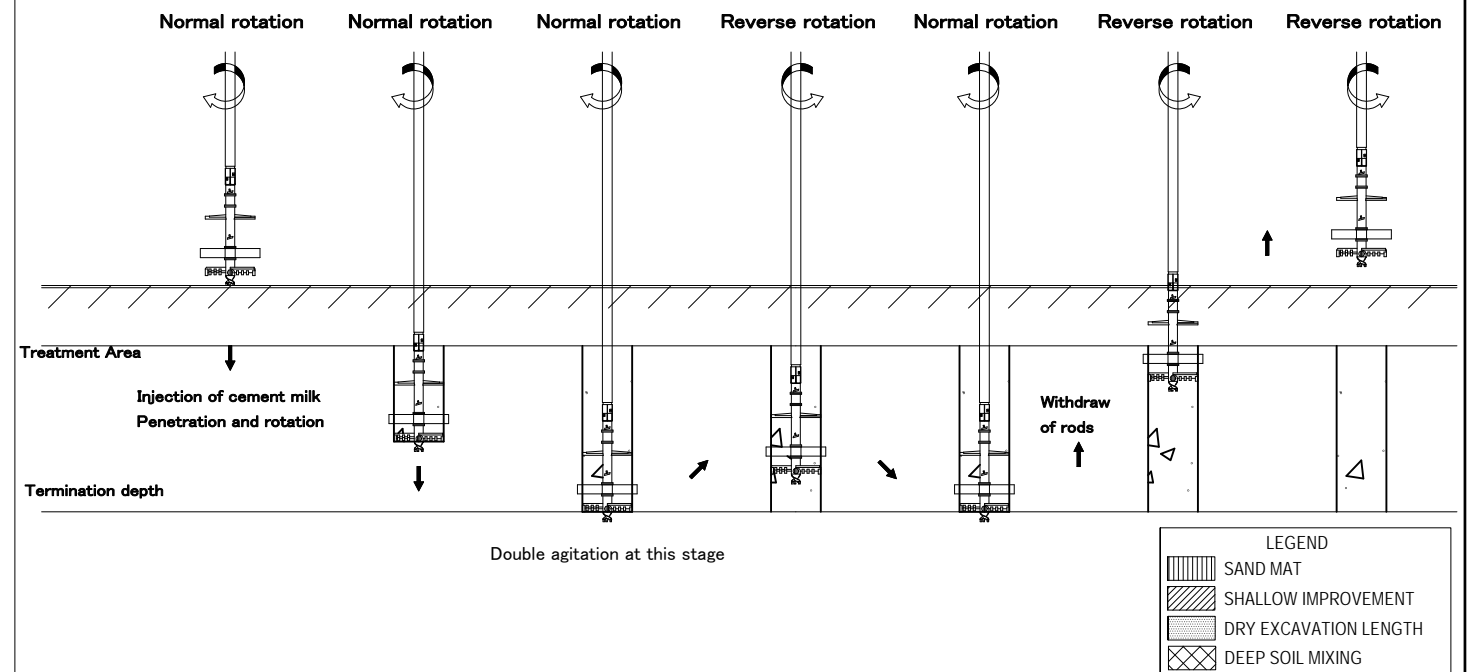 Normal rotation
Normal rotation
Normal rotation
Reverse rotation
Normal rotation
Reverse rotation
Reverse rotation
Treatment Area
Injection of cement milk
Penetration and rotation
Withdraw
of rods
Termination depth
Double agitation at this stage
LEGEND
SAND MAT
SHALLOW IMPROVEMENT
DRY EXCAVATION LENGTH
DEEP SOIL MIXING